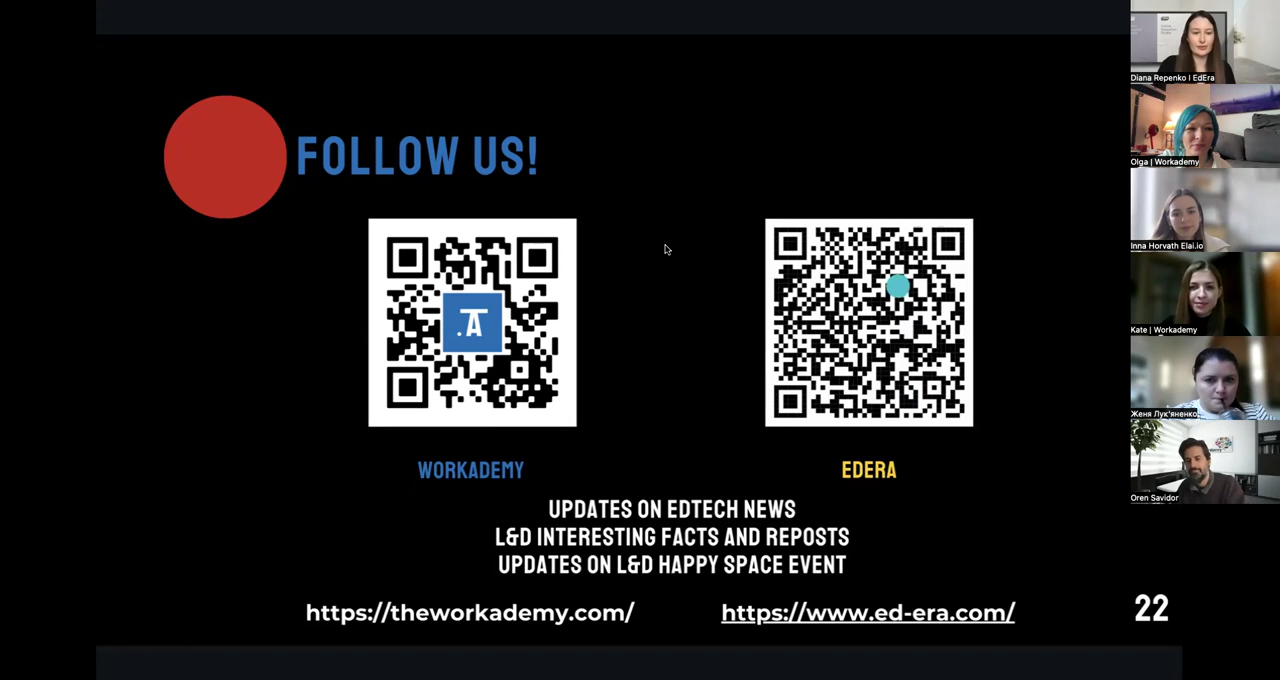 FOLLOW US!
.A
WORKADEMY
EDERA
UPDATES ON EDTECH NEWS
L&D INTERESTING FACTS AND REPOSTS
UPDATES ON L&D HAPPY SPACE EVENT
https://theworkademy.com/
https://www.ed-era.com/
22
Diana Repenko I EdEra
Olga | Workademy
Inna Horvath Elai.io
Kate | Workademy
Женя Лук'яненко
Oren Savidor